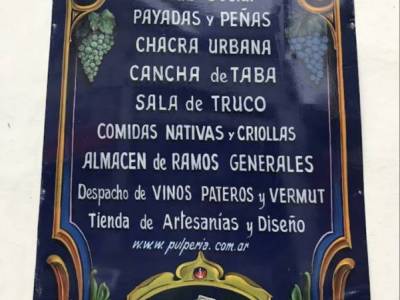 PAYADAS y PEÑAS
CHACRA URBANA
CANCHA de TABA
SALA de TRUCO
COMIDAS NATIVAS y CRIOLLAS
ALMACEN de RAMOS GENERALES
Despacho de VINOS PATEROS y VERMUT
Tienda de Artesanías y Diseño
www.pulperia.com.ar